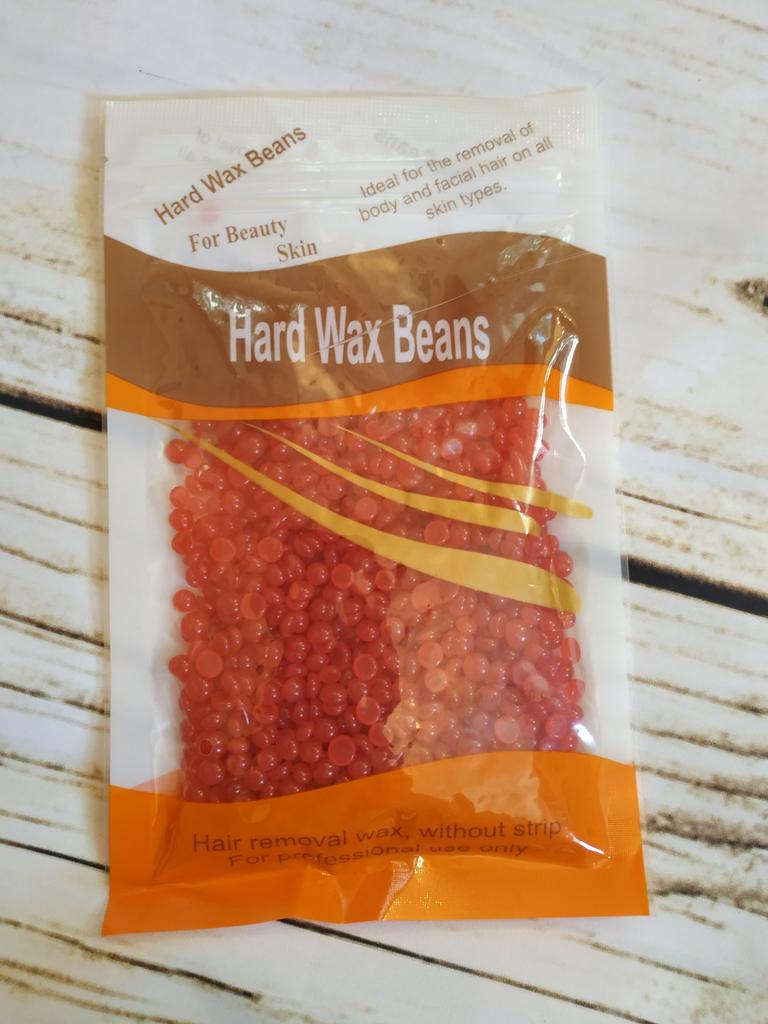 Hard Wax Beans
Ideal for the removal of
body and facial hair on all
skin types.
For Beauty
Skin
Hard Wax Beans
Hair removal wax, without strip
For professional use only